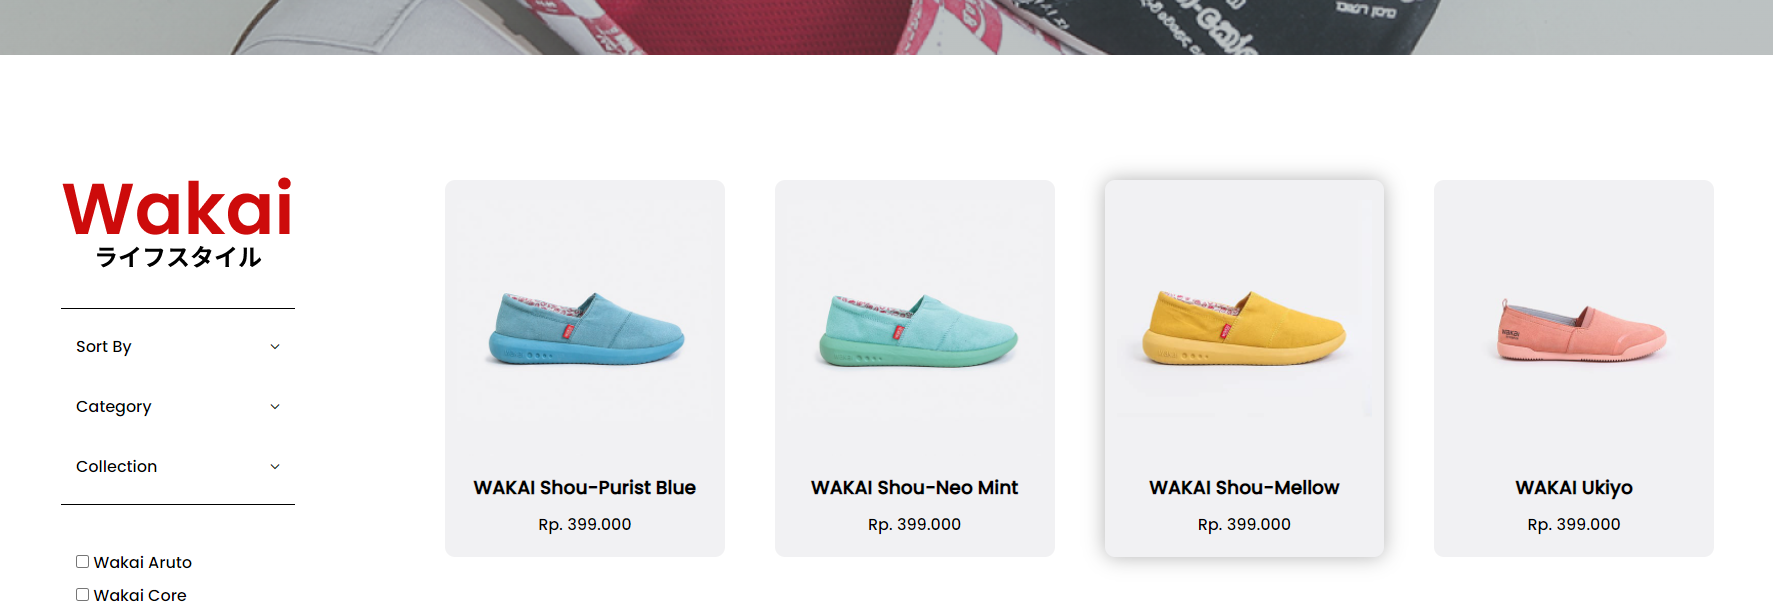 Wakai
ライフスタイル
Sort By
Category
Collection
Wakai Aruto
Wakai Core
WAKAI Shou-Purist Blue
Rp. 399.000
WAKAI Shou-Neo Mint
Rp. 399.000
WAKAI Shou-Mellow
Rp. 399.000
WAKAI Ukiyo
Rp. 399.000